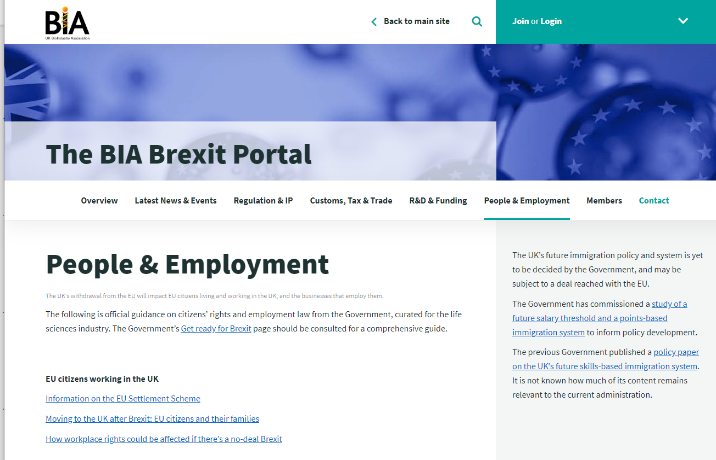 BiA
UK BioIndustry Association
Back to main site
Join or Login
The BIA Brexit Portal
Overview Latest News & Events Regulation & IP Customs, Tax & Trade R&D & Funding People & Employment Members Contact
People & Employment
The UK's withdrawal from the EU will impact EU citizens living and working in the UK, and the businesses that employ them.
The following is official guidance on citizens' rights and employment law from the Government, curated for the life
sciences industry. The Government's Get ready for Brexit page should be consulted for a comprehensive guide.
EU citizens working in the UK
Information on the EU Settlement Scheme
Moving to the UK after Brexit: EU citizens and their families
How workplace rights could be affected if there's a no-deal Brexit
The UK's future immigration policy and system is yet
to be decided by the Government, and may be
subject to a deal reached with the EU.
The Government has commissioned a study of a
future salary threshold and a points-based
immigration system to inform policy development.
The previous Government published a policy paper
on the UK's future skills-based immigration system.
It is not known how much of its content remains
relevant to the current administration.